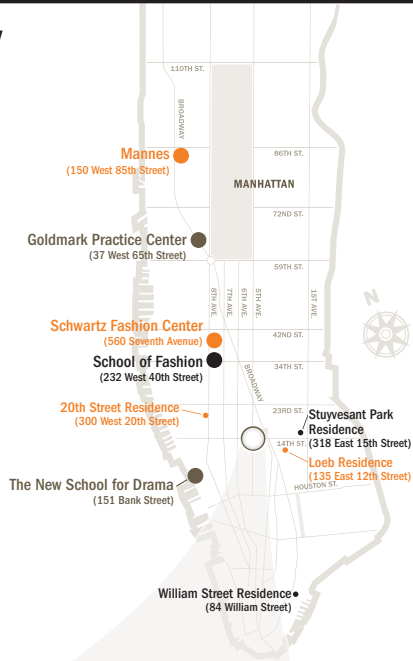 110TH ST.
BROADWAY
Mannes
(150 West 85th Street)
86TH ST.
MANHATTAN
72ND ST.
Goldmark Practice Center
(37 West 65th Street)
59TH ST.
8TH AVE.
7TH AVE.
6TH AVE.
5TH AVE.
1ST AVE.
N
Schwartz Fashion Center
(560 Seventh Avenue)
42ND ST.
School of Fashion
(232 West 40th Street)
34TH ST.
BROADWAY
20th Street Residence
(300 West 20th Street)
23RD ST.
Stuyvesant Park
Residence
(318 East 15th Street)
14TH ST.
Loeb Residence
(135 East 12th Street)
The New School for Drama
(151 Bank Street)
HOUSTON ST.
William Street Residence
(84 William Street)